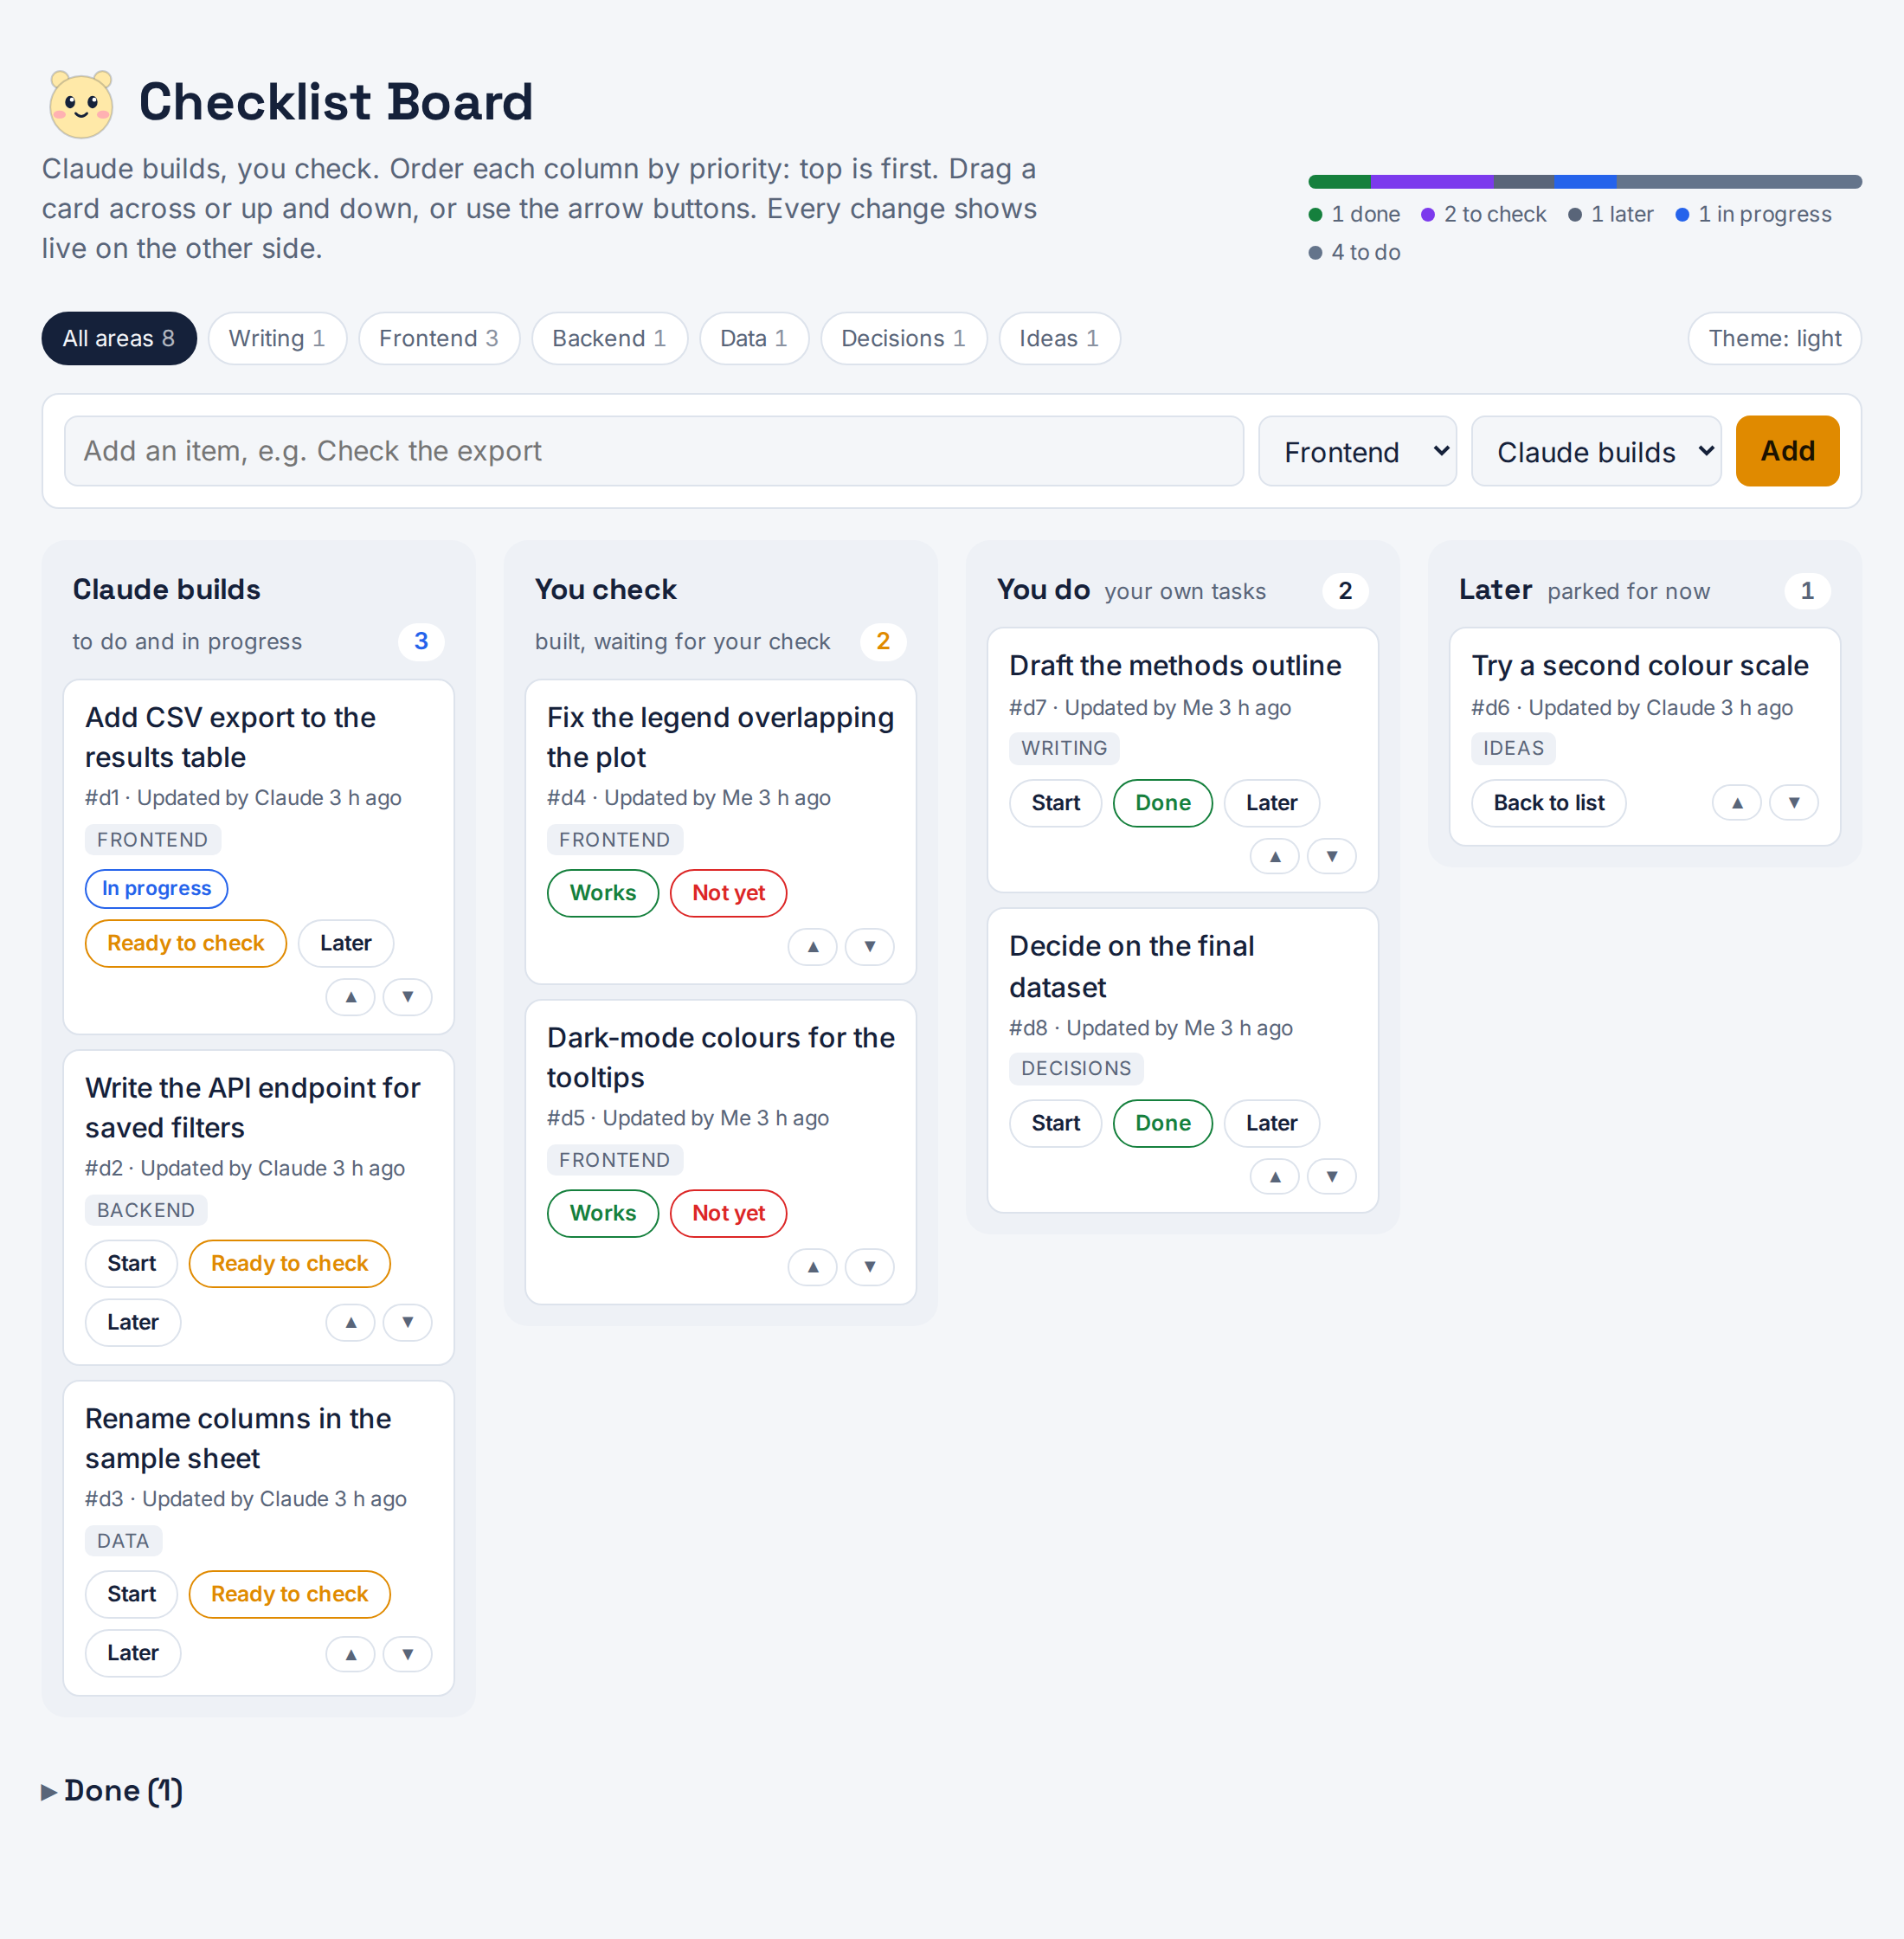 Checklist Board
Claude builds, you check. Order each column by priority: top is first. Drag a
card across or up and down, or use the arrow buttons. Every change shows
live on the other side.
1 done 2 to check 1 later 1 in progress
4 to do
All areas 8 Writing 1 Frontend 3 Backend 1 Data 1 Decisions 1 Ideas 1 Theme: light
Add an item, e.g. Check the export Frontend Claude builds Add
Claude builds
to do and in progress 3
Add CSV export to the
results table
#d1 · Updated by Claude 3 h ago
FRONTEND
In progress
Ready to check Later
▲ ▼
Write the API endpoint for
saved filters
#d2 · Updated by Claude 3 h ago
BACKEND
Start Ready to check
Later ▲ ▼
Rename columns in the
sample sheet
#d3 · Updated by Claude 3 h ago
DATA
Start Ready to check
Later ▲ ▼
You check
built, waiting for your check 2
Fix the legend overlapping
the plot
#d4 · Updated by Me 3 h ago
FRONTEND
Works Not yet
▲ ▼
Dark-mode colours for the
tooltips
#d5 · Updated by Me 3 h ago
FRONTEND
Works Not yet
▲ ▼
You do your own tasks 2
Draft the methods outline
#d7 · Updated by Me 3 h ago
WRITING
Start Done Later
▲ ▼
Decide on the final
dataset
#d8 · Updated by Me 3 h ago
DECISIONS
Start Done Later
▲ ▼
Later parked for now 1
Try a second colour scale
#d6 · Updated by Claude 3 h ago
IDEAS
Back to list ▲ ▼
▶ Done (1)